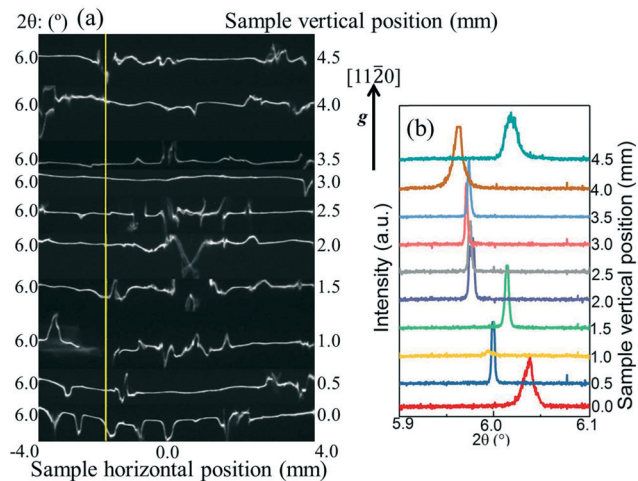 2θ: (º) (a) Sample vertical position (mm)
6.0 4.5
6.0 4.0
6.0 3.5
6.0 3.0
6.0 2.5
6.0 2.0
6.0 1.5
6.0 1.0
6.0 0.5
6.0 0.0
-4.0 0.0 4.0
Sample horizontal position (mm)
[112̅0]
g
(b)
Intensity (a.u.)
4.5
4.0
3.5
3.0
2.5
2.0
1.5
1.0
0.5
0.0
Sample vertical position (mm)
5.9 6.0 6.1
2θ (°)